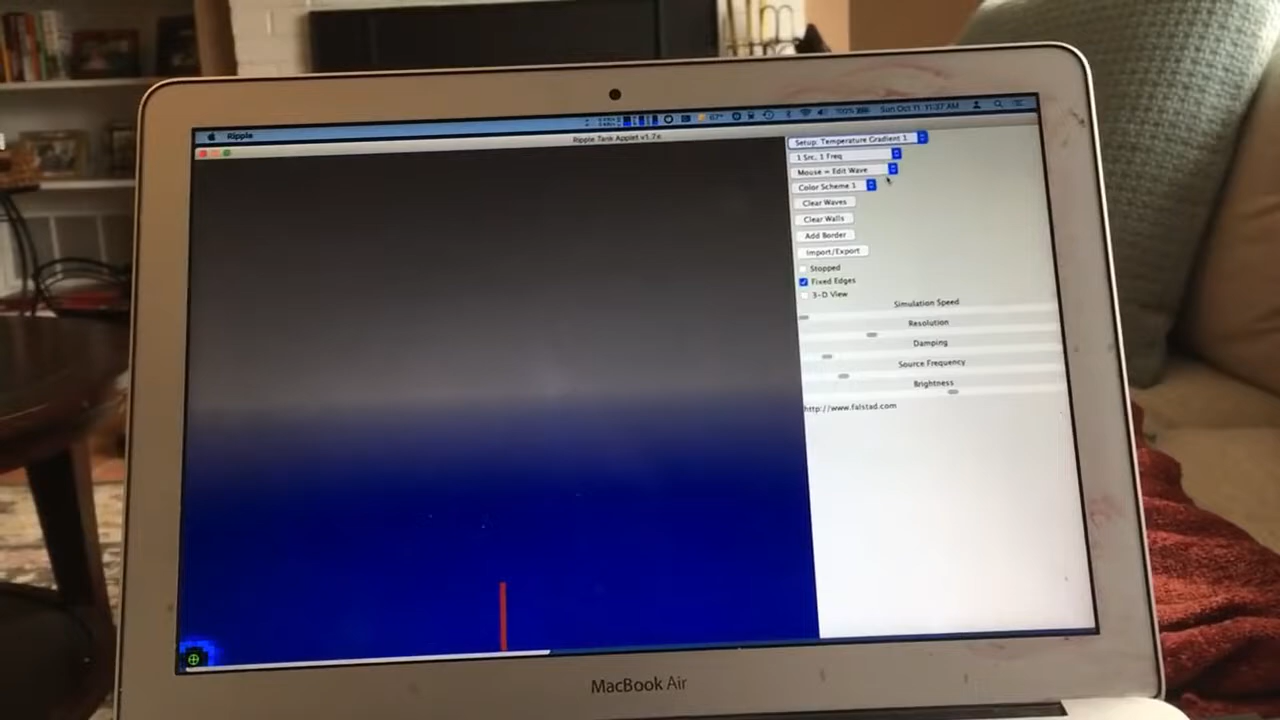 Ripple
100%
Sun Oct 11 11:37 AM
Ripple Tank Applet v1.7e
Setup: Temperature Gradient 1
1 Src, 1 Freq
Mouse = Edit Wave
Color Scheme 1
Clear Waves
Clear Walls
Add Border
Import/Export
Stopped
Fixed Edges
3-D View
Simulation Speed
Resolution
Damping
Source Frequency
Brightness
http://www.falstad.com
MacBook Air